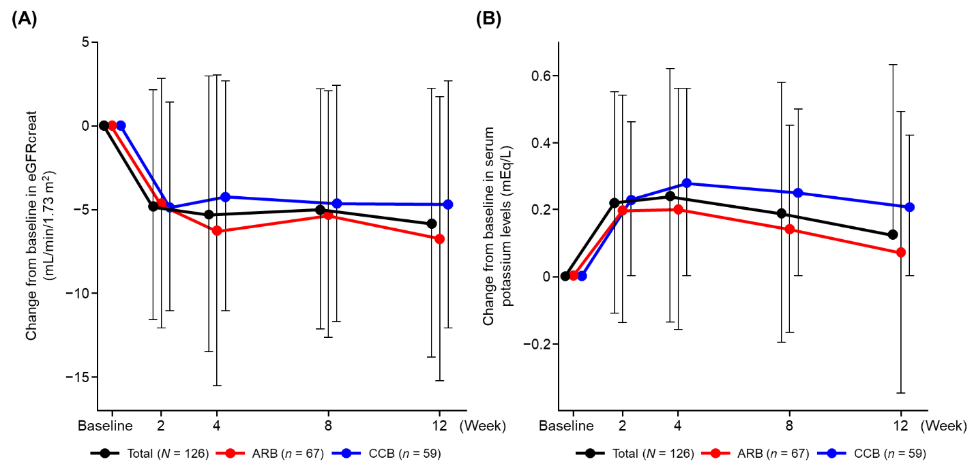 (A)
Change from baseline in eGFRcreat
(mL/min/1.73 m²)
5
0
−5
−10
−15
Baseline 2 4 8 12 (Week)
Total (N = 126) ARB (n = 67) CCB (n = 59)
(B)
Change from baseline in serum
potassium levels (mEq/L)
0.6
0.4
0.2
0
−0.2
Baseline 2 4 8 12 (Week)
Total (N = 126) ARB (n = 67) CCB (n = 59)